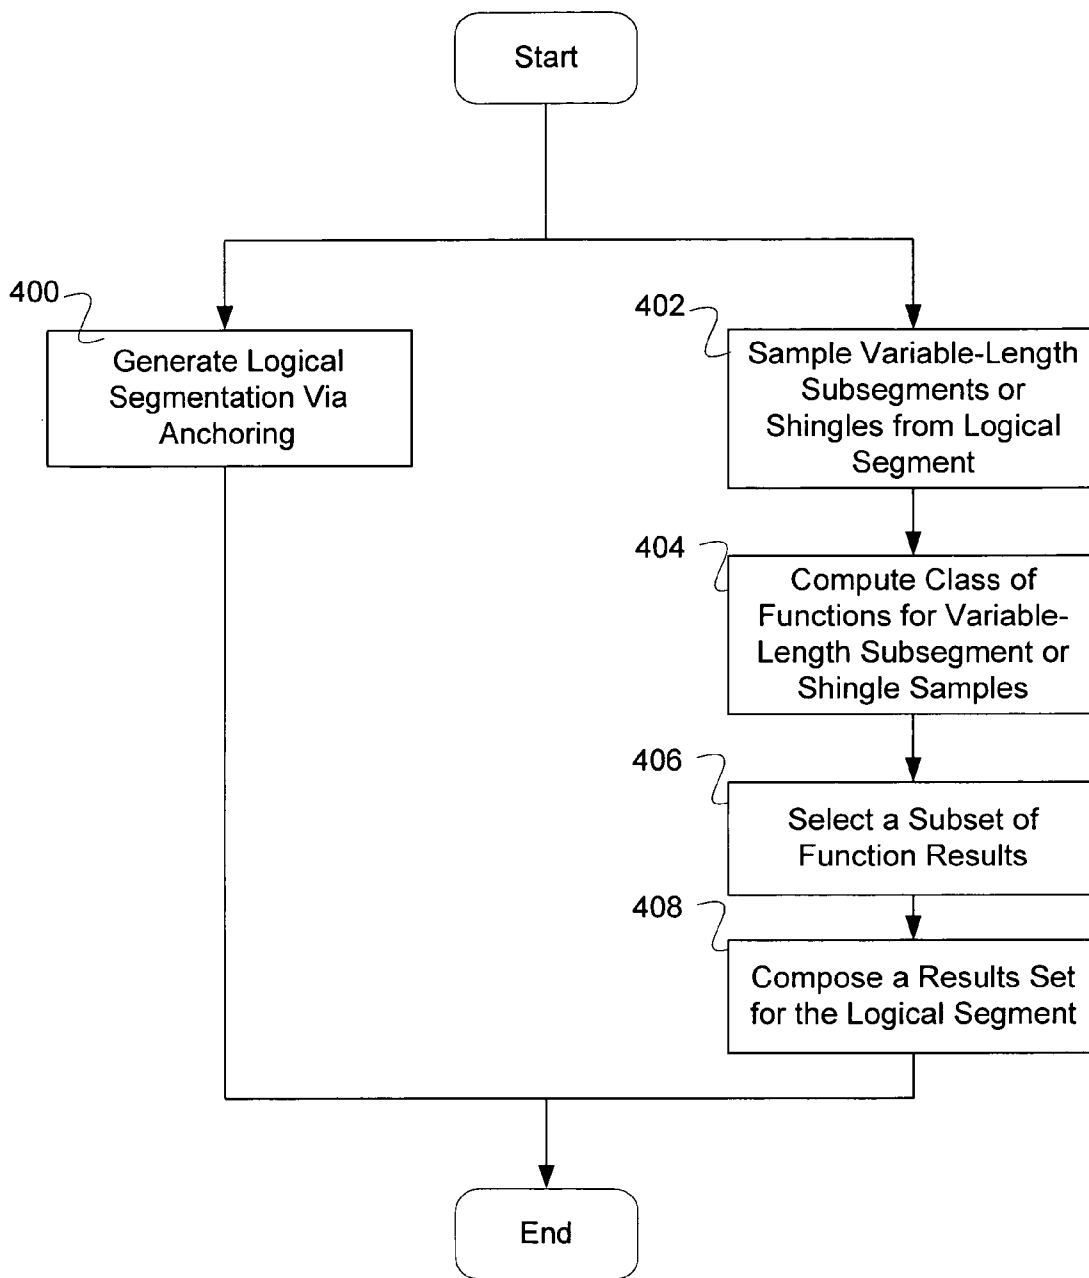 Start
400
Generate Logical
Segmentation Via
Anchoring
402
Sample Variable-Length
Subsegments or
Shingles from Logical
Segment
404
Compute Class of
Functions for Variable-
Length Subsegment or
Shingle Samples
406
Select a Subset of
Function Results
408
Compose a Results Set
for the Logical Segment
End